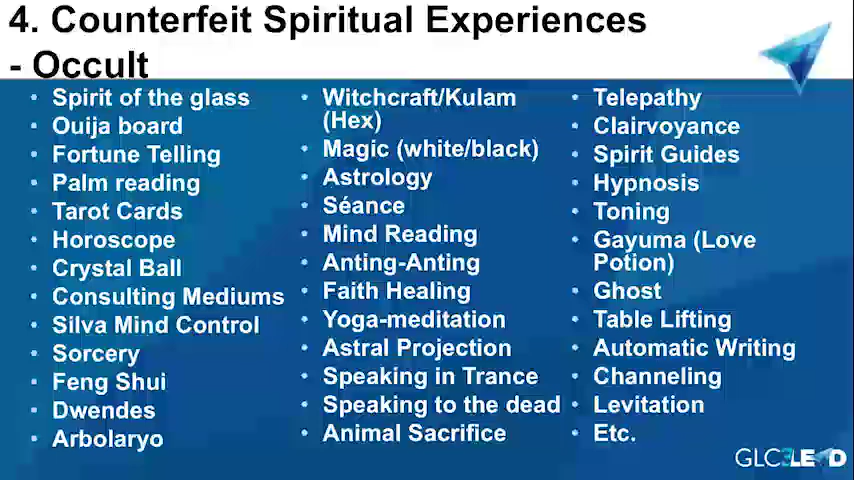 4. Counterfeit Spiritual Experiences
- Occult
• Spirit of the glass
• Ouija board
• Fortune Telling
• Palm reading
• Tarot Cards
• Horoscope
• Crystal Ball
• Consulting Mediums
• Silva Mind Control
• Sorcery
• Feng Shui
• Dwendes
• Arbolaryo
• Witchcraft/Kulam
(Hex)
• Magic (white/black)
• Astrology
• Séance
• Mind Reading
• Anting-Anting
• Faith Healing
• Yoga-meditation
• Astral Projection
• Speaking in Trance
• Speaking to the dead
• Animal Sacrifice
• Telepathy
• Clairvoyance
• Spirit Guides
• Hypnosis
• Toning
• Gayuma (Love
Potion)
• Ghost
• Table Lifting
• Automatic Writing
• Channeling
• Levitation
• Etc.